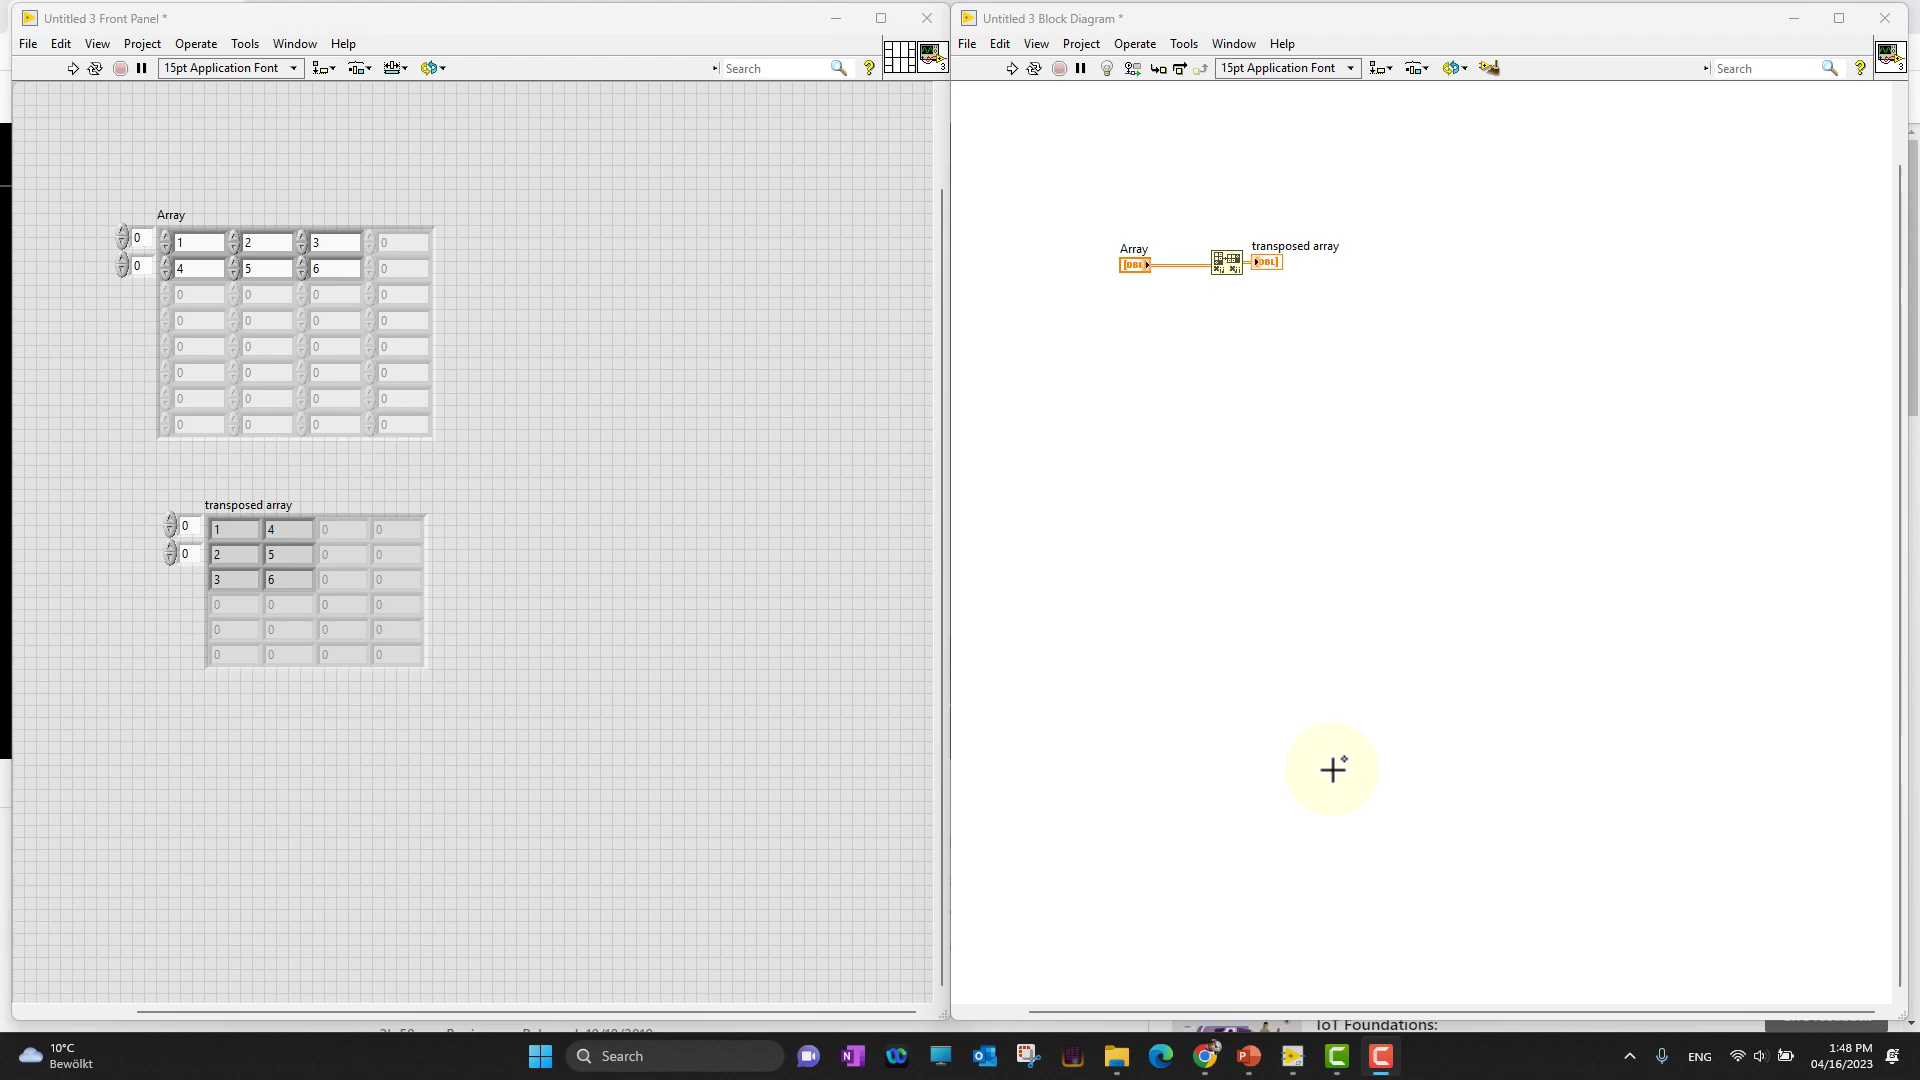 Untitled 3 Front Panel *
File Edit View Project Operate Tools Window Help
15pt Application Font
Search
3
Array
0 1 2 3 0
0 4 5 6 0
0 0 0 0
0 0 0 0
0 0 0 0
0 0 0 0
0 0 0 0
0 0 0 0
transposed array
0 1 4 0 0
0 2 5 0 0
3 6 0 0
0 0 0 0
0 0 0 0
0 0 0 0
Untitled 3 Block Diagram *
File Edit View Project Operate Tools Window Help
15pt Application Font
Search
3
Array
[DBL]
transposed array
DBL]
IoT Foundations:
10°C
Bewölkt
Search
ENG
1:48 PM
04/16/2023